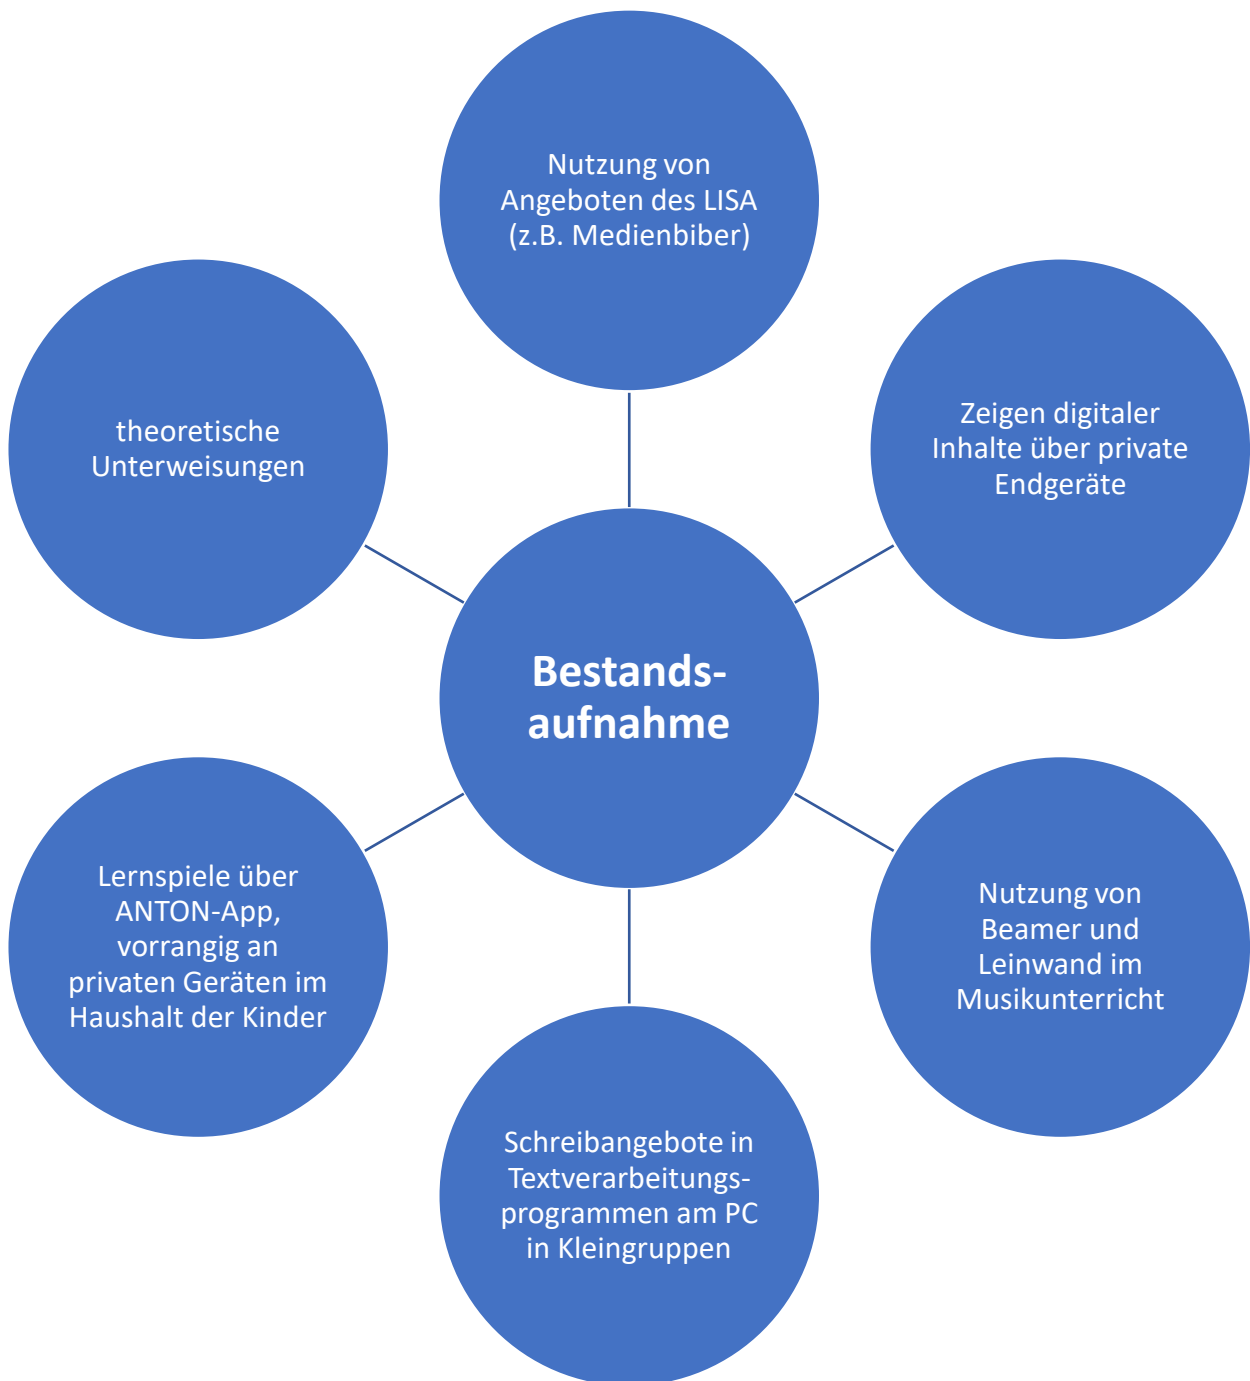 Nutzung von
Angeboten des LISA
(z.B. Medienbiber)
theoretische
Unterweisungen
Zeigen digitaler
Inhalte über private
Endgeräte
Bestands-
aufnahme
Lernspiele über
ANTON-App,
vorrangig an
privaten Geräten im
Haushalt der Kinder
Nutzung von
Beamer und
Leinwand im
Musikunterricht
Schreibangebote in
Textverarbeitungs-
programmen am PC
in Kleingruppen